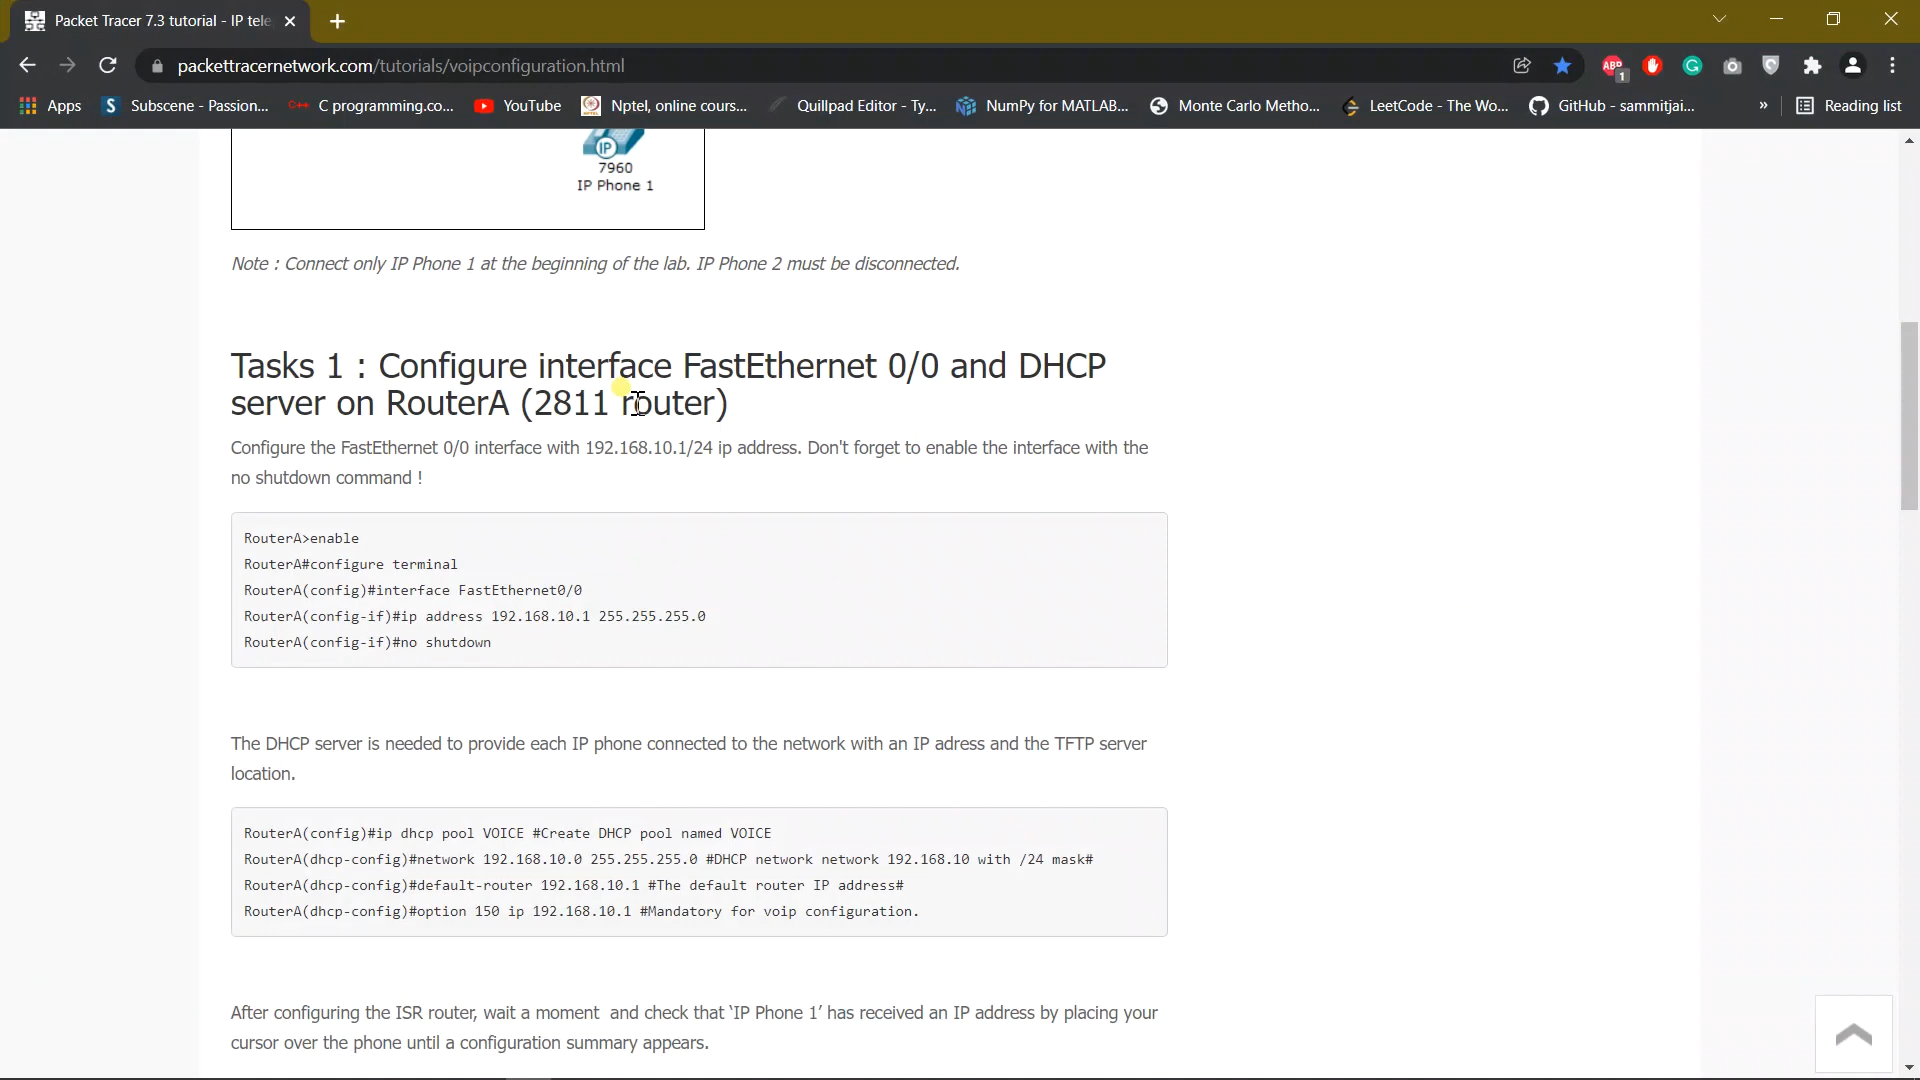 Packet Tracer 7.3 tutorial - IP tele
packettracernetwork.com/tutorials/voipconfiguration.html
ABP
1
Apps
S
Subscene - Passion...
C++
C programming.co...
YouTube
Nptel, online cours...
Quillpad Editor - Ty...
NumPy for MATLAB...
Monte Carlo Metho...
LeetCode - The Wo...
GitHub - sammitjai...
»
Reading list
IP
7960
IP Phone 1
Note : Connect only IP Phone 1 at the beginning of the lab. IP Phone 2 must be disconnected.
Tasks 1 : Configure interface FastEthernet 0/0 and DHCP
server on RouterA (2811 router)
Configure the FastEthernet 0/0 interface with 192.168.10.1/24 ip address. Don't forget to enable the interface with the
no shutdown command !
RouterA>enable
RouterA#configure terminal
RouterA(config)#interface FastEthernet0/0
RouterA(config-if)#ip address 192.168.10.1 255.255.255.0
RouterA(config-if)#no shutdown
The DHCP server is needed to provide each IP phone connected to the network with an IP adress and the TFTP server
location.
RouterA(config)#ip dhcp pool VOICE #Create DHCP pool named VOICE
RouterA(dhcp-config)#network 192.168.10.0 255.255.255.0 #DHCP network network 192.168.10 with /24 mask#
RouterA(dhcp-config)#default-router 192.168.10.1 #The default router IP address#
RouterA(dhcp-config)#option 150 ip 192.168.10.1 #Mandatory for voip configuration.
After configuring the ISR router, wait a moment  and check that ‘IP Phone 1’ has received an IP address by placing your
cursor over the phone until a configuration summary appears.